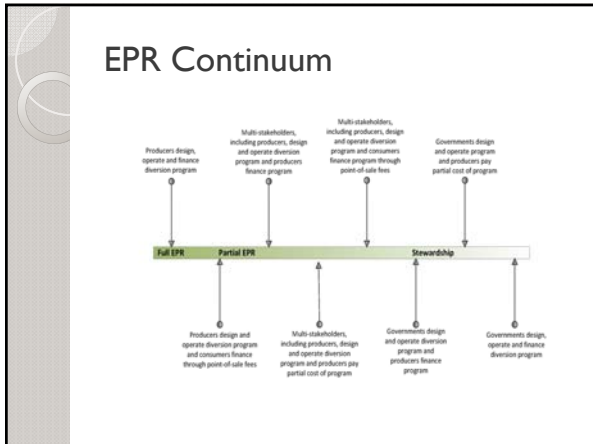 EPR Continuum
Producers design,
operate and finance
diversion program
Multi-stakeholders,
including producers, design
and operate diversion
program and producers
finance program
Multi-stakeholders,
including producers, design
and operate diversion
program and consumers
finance program through
point-of-sale fees
Governments design
and operate program
and producers pay
partial cost of program
Full EPR
Partial EPR
Stewardship
Producers design and
operate diversion program
and consumers finance
through point-of-sale fees
Multi-stakeholders,
including producers, design
and operate diversion
program and producers pay
partial cost of program
Governments design
and operate diversion
program and
producers finance
program
Governments design,
operate and finance
diversion program